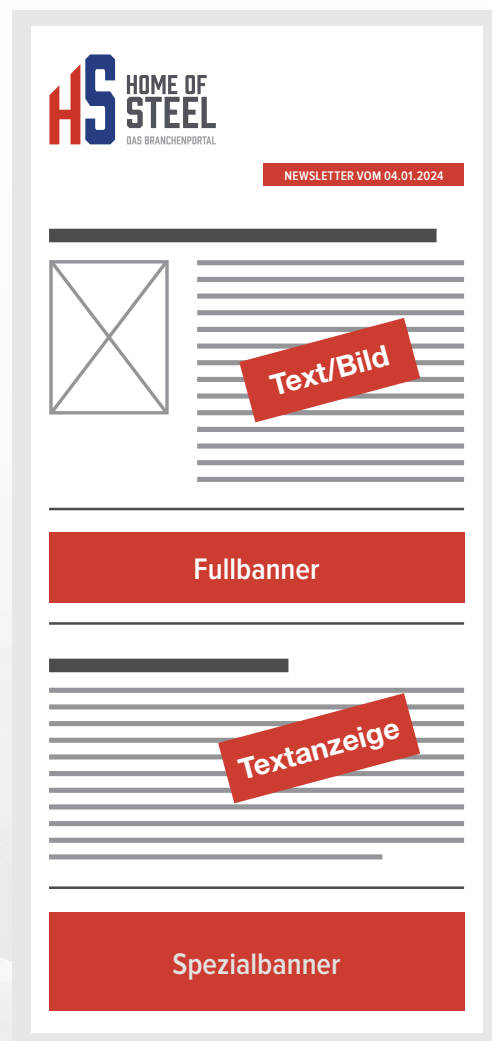 HS
HOME OF
STEEL
DAS BRANCHENPORTAL
NEWSLETTER VOM 04.01.2024
Text/Bild
Fullbanner
Textanzeige
Spezialbanner